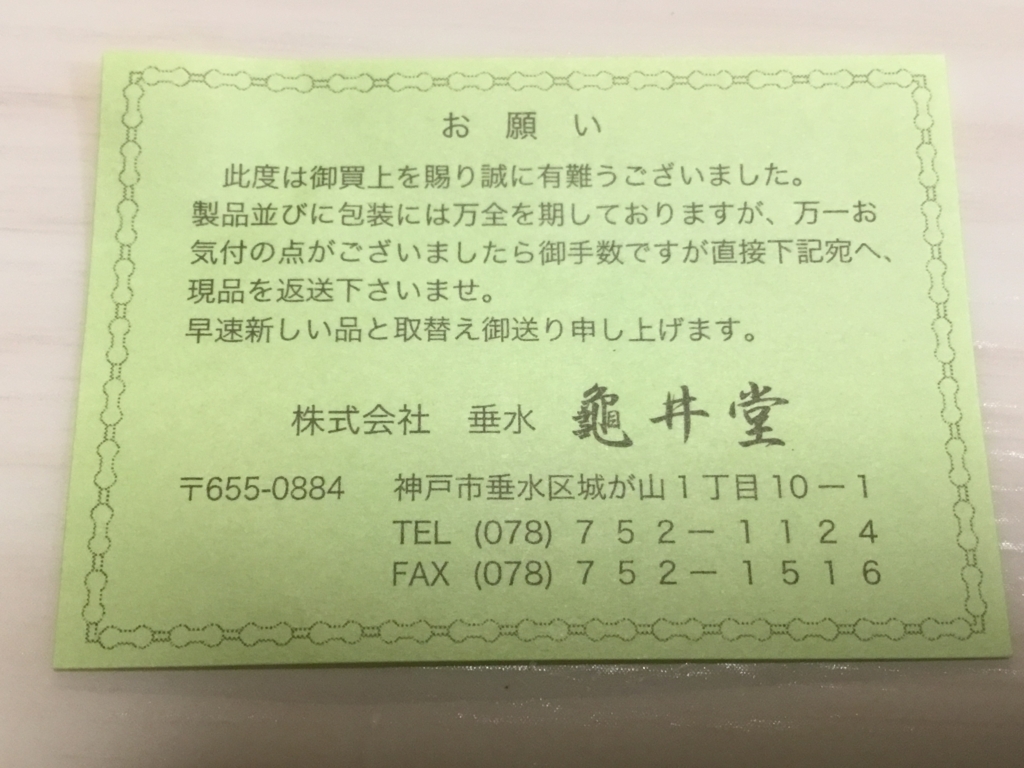 お 願 い
此度は御買上を賜り誠に有難うございました。
製品並びに包装には万全を期しておりますが、万一お
気付の点がございましたら御手数ですが直接下記宛へ、
現品を返送下さいませ。
早速新しい品と取替え御送り申し上げます。
株式会社 垂水 龜井堂
〒655-0884 神戸市垂水区城が山1丁目10－1
TEL (078) 752－1124
FAX (078) 752－1516